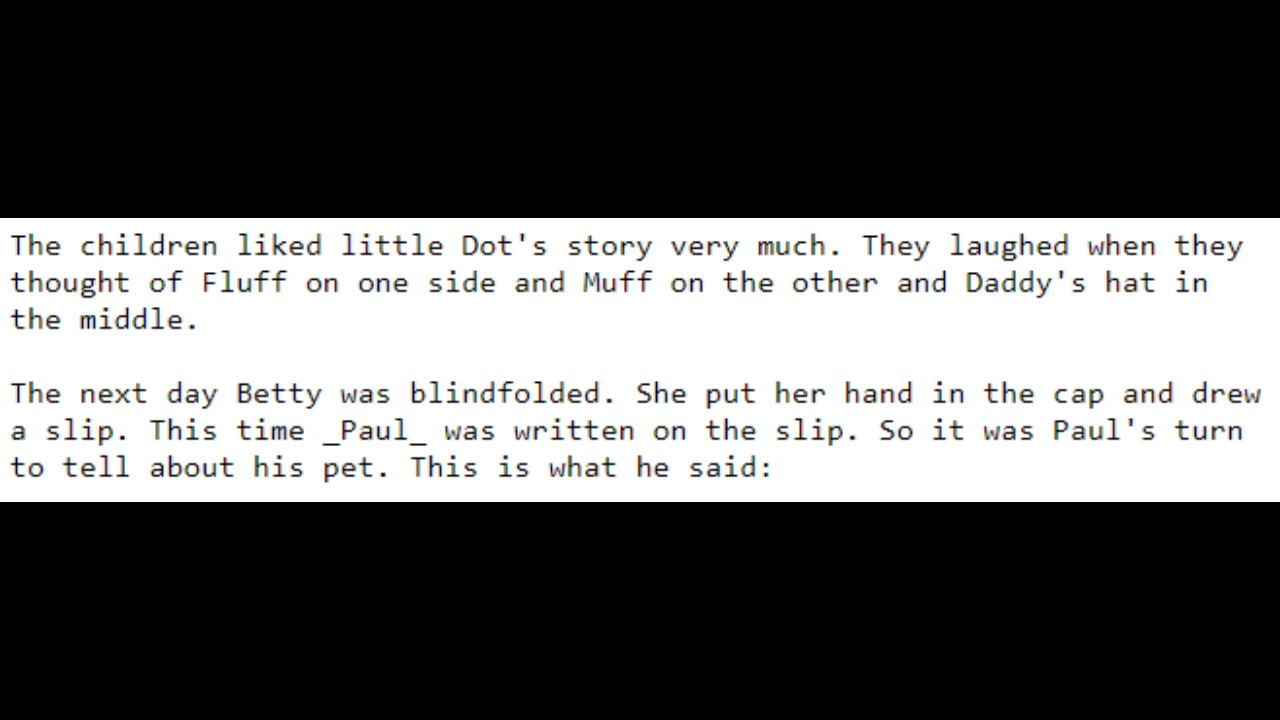 The children liked little Dot's story very much. They laughed when they
thought of Fluff on one side and Muff on the other and Daddy's hat in
the middle.

The next day Betty was blindfolded. She put her hand in the cap and drew
a slip. This time _Paul_ was written on the slip. So it was Paul's turn
to tell about his pet. This is what he said: